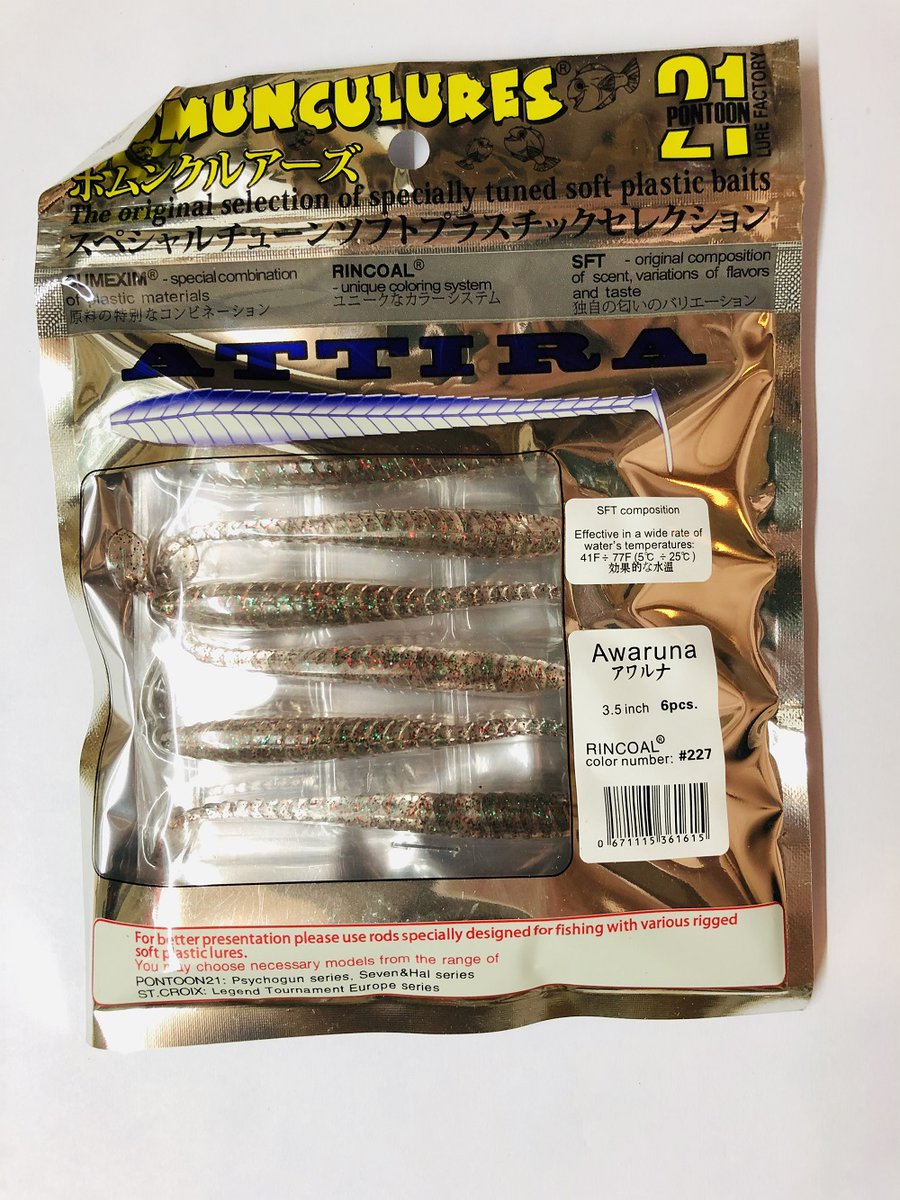 OMUNCULURES®
21
PONTOON
LURE FACTORY
ホムンクルアーズ
The original selection of specially tuned soft plastic baits
スペシャルチューンソフトプラスチックセレクション
UMEXIM® - special combination
of plastic materials
原料の特別なコンビネーション
RINCOAL®
- unique coloring system
ユニークなカラーシステム
SFT - original composition
of scent, variations of flavors
and taste
独自の匂いのバリエーション
ATTIRA
SFT composition
Effective in a wide rate of
water's temperatures:
41F÷ 77F (5℃ ÷ 25℃)
効果的な水温
Awaruna
アワルナ
3.5 inch 6pcs.
RINCOAL®
color number: #227
0 671115 361615
For better presentation please use rods specially designed for fishing with various rigged
soft plastic lures.
You may choose necessary models from the range of
PONTOON21: Psychogun series, Seven&Hal series
ST.CROIX: Legend Tournament Europe series